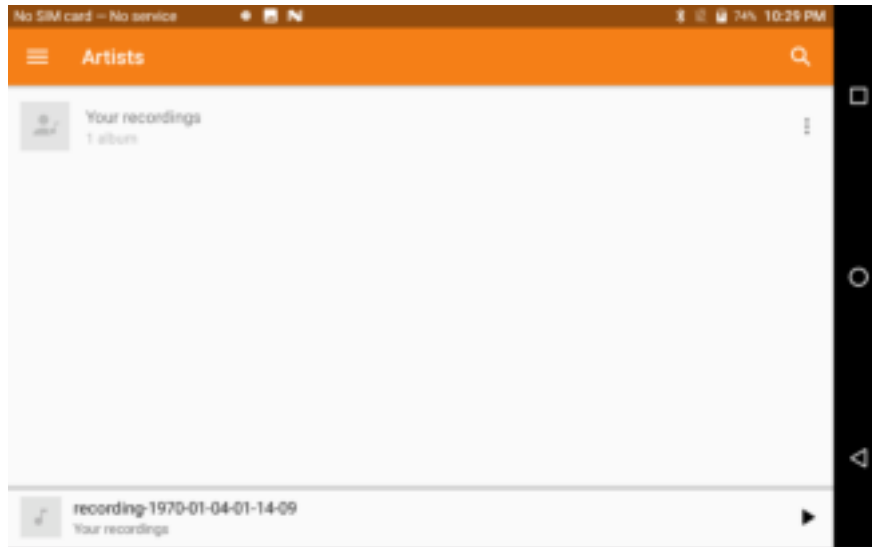 No SIM card — No service N 74% 10:29 PM
Artists
Your recordings
1 album
recording-1970-01-04-01-14-09
Your recordings